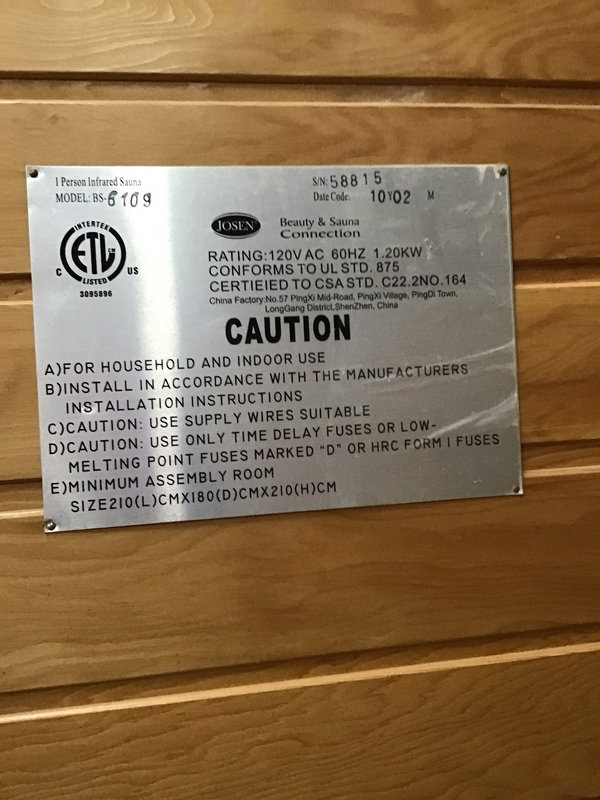 1 Person Infrared Sauna
MODEL: BS-6109
S/N: 58815
Date Code: 10Y02 M
INTERTEK
ETL
C US
LISTED
3095896
JOSEN
Beauty & Sauna
Connection
RATING:120V AC 60HZ 1.20KW
CONFORMS TO UL STD. 875
CERTIEIED TO CSA STD. C22.2NO.164
China Factory:No.57 PingXi Mid-Road, PingXi Village, PingDi Town,
LongGang District,ShenZhen, China
CAUTION
A)FOR HOUSEHOLD AND INDOOR USE
B)INSTALL IN ACCORDANCE WITH THE MANUFACTURERS
INSTALLATION INSTRUCTIONS
C)CAUTION: USE SUPPLY WIRES SUITABLE
D)CAUTION: USE ONLY TIME DELAY FUSES OR LOW-
MELTING POINT FUSES MARKED "D" OR HRC FORM I FUSES
E)MINIMUM ASSEMBLY ROOM
SIZE210(L)CMX180(D)CMX210(H)CM